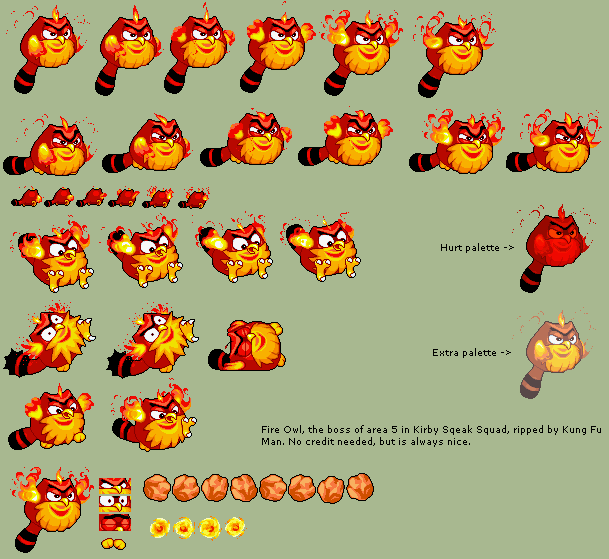 Hurt palette ->
Extra palette ->
Fire Owl, the boss of area 5 in Kirby Sqeak Squad, ripped by Kung Fu
Man. No credit needed, but is always nice.